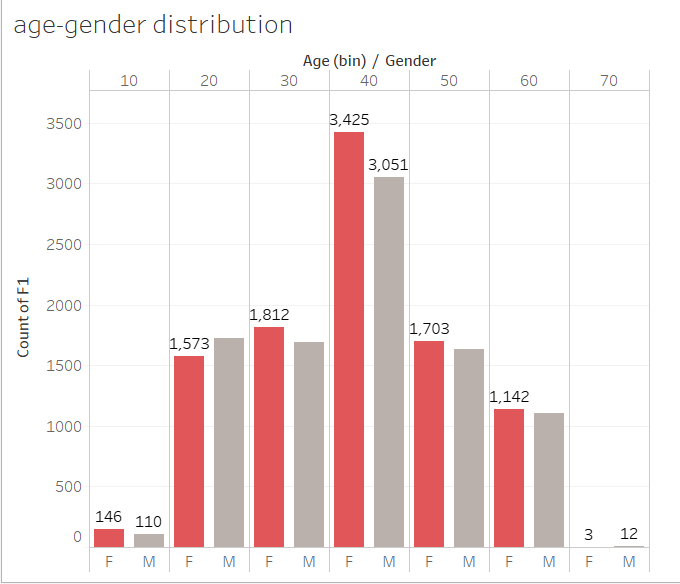 age-gender distribution
Age (bin) / Gender
10 20 30 40 50 60 70
3500
3000
2500
2000
1500
1000
500
0
Count of F1
146 110 1,573 1,812 3,425 3,051 1,703 1,142 3 12
F M F M F M F M F M F M F M